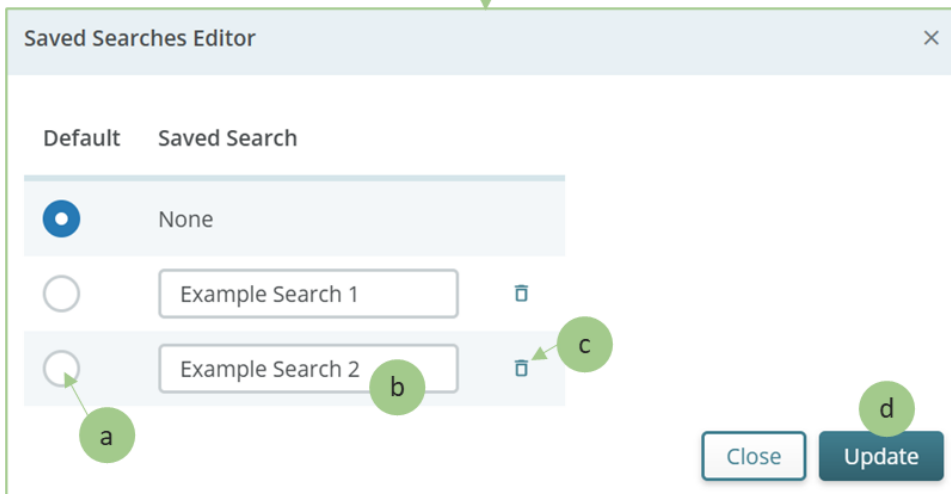 Saved Searches Editor
Default Saved Search
None
Example Search 1
Example Search 2
c
b
a
d
Close Update